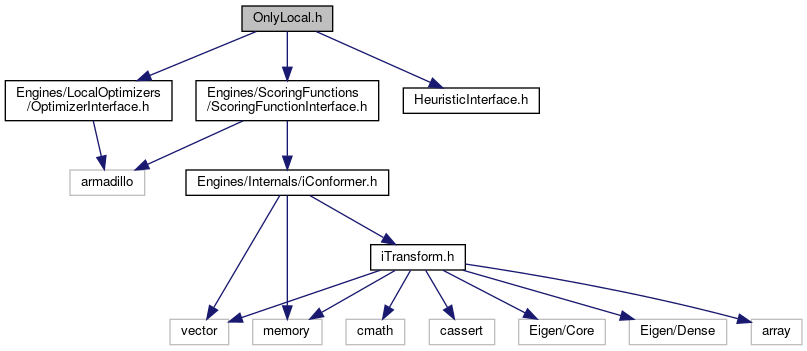 OnlyLocal.h
Engines/LocalOptimizers
/OptimizerInterface.h
Engines/ScoringFunctions
/ScoringFunctionInterface.h
HeuristicInterface.h
armadillo
Engines/Internals/iConformer.h
iTransform.h
vector
memory
cmath
cassert
Eigen/Core
Eigen/Dense
array